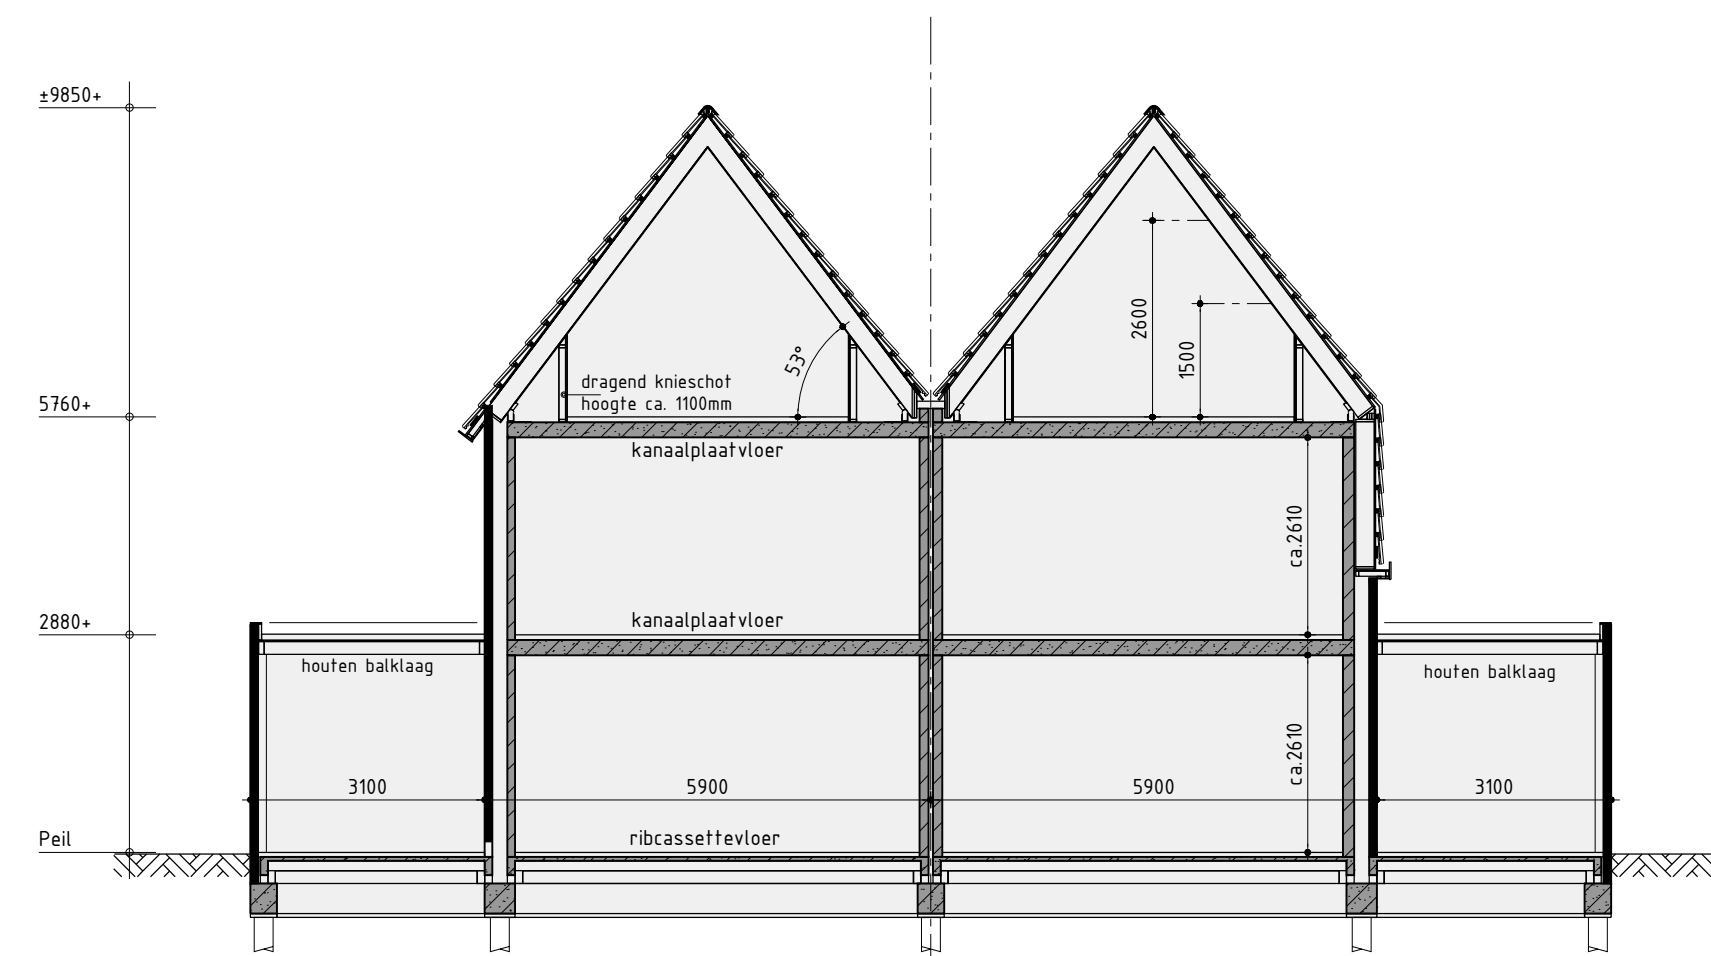 ±9850+
2600
1500
53°
dragend knieschot
hoogte ca. 1100mm
5760+
kanaalplaatvloer
ca.2610
2880+
kanaalplaatvloer
houten balklaag
houten balklaag
ca.2610
3100
5900
5900
3100
Peil
ribcassettevloer